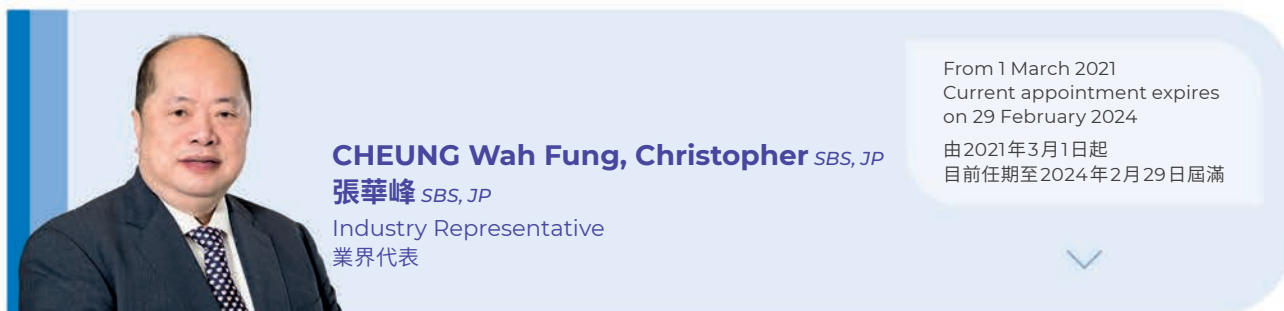 CHEUNG Wah Fung, Christopher SBS, JP
張華峰 SBS, JP
Industry Representative
業界代表
From 1 March 2021
Current appointment expires
on 29 February 2024
由2021年3月1日起
目前任期至2024年2月29日屆滿